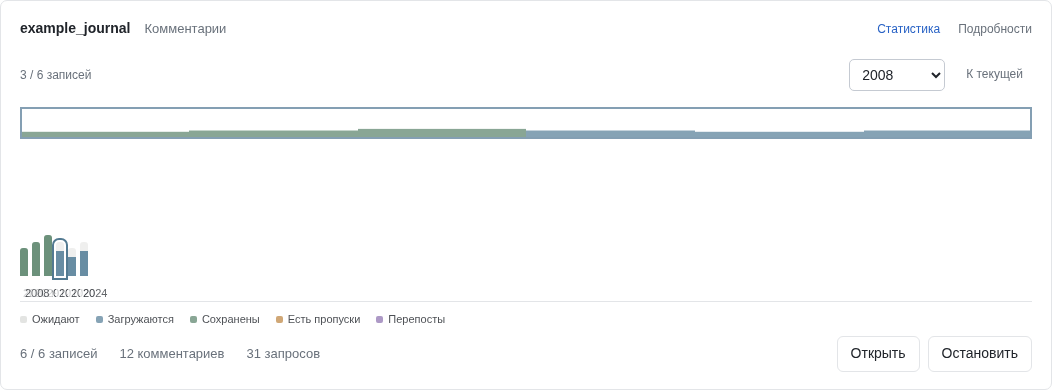 example_journal Комментарии Статистика Подробности
3 / 6 записей 2008 К текущей
2008 2024
Ожидают Загружаются Сохранены Есть пропуски Перепосты
6 / 6 записей 12 комментариев 31 запросов Открыть Остановить